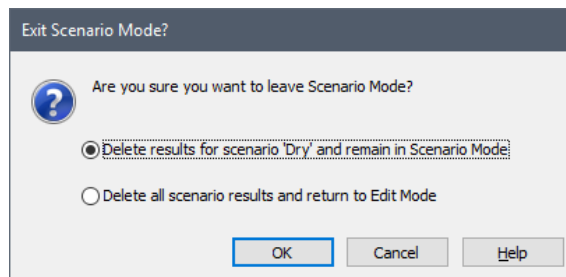 Exit Scenario Mode?
Are you sure you want to leave Scenario Mode?
Delete results for scenario 'Dry' and remain in Scenario Mode
Delete all scenario results and return to Edit Mode
OK Cancel Help